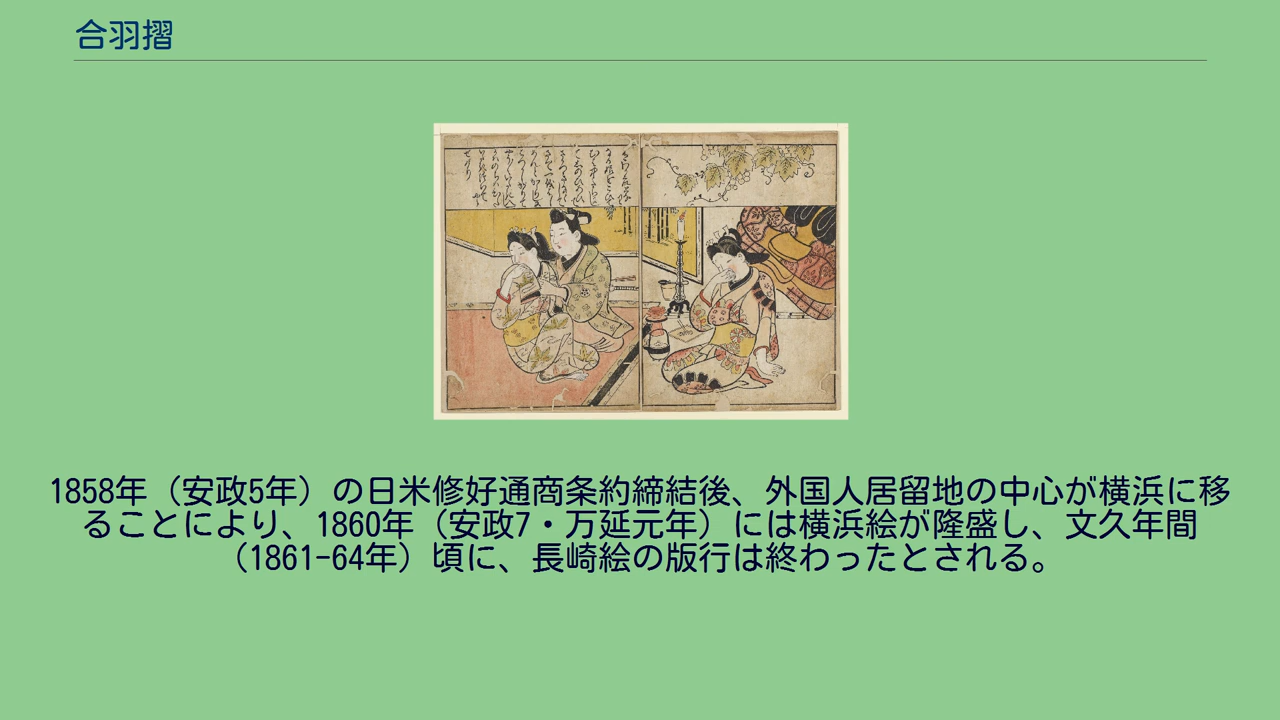 合羽摺
1858年（安政5年）の日米修好通商条約締結後、外国人居留地の中心が横浜に移
ることにより、1860年（安政7・万延元年）には横浜絵が隆盛し、文久年間
（1861-64年）頃に、長崎絵の版行は終わったとされる。